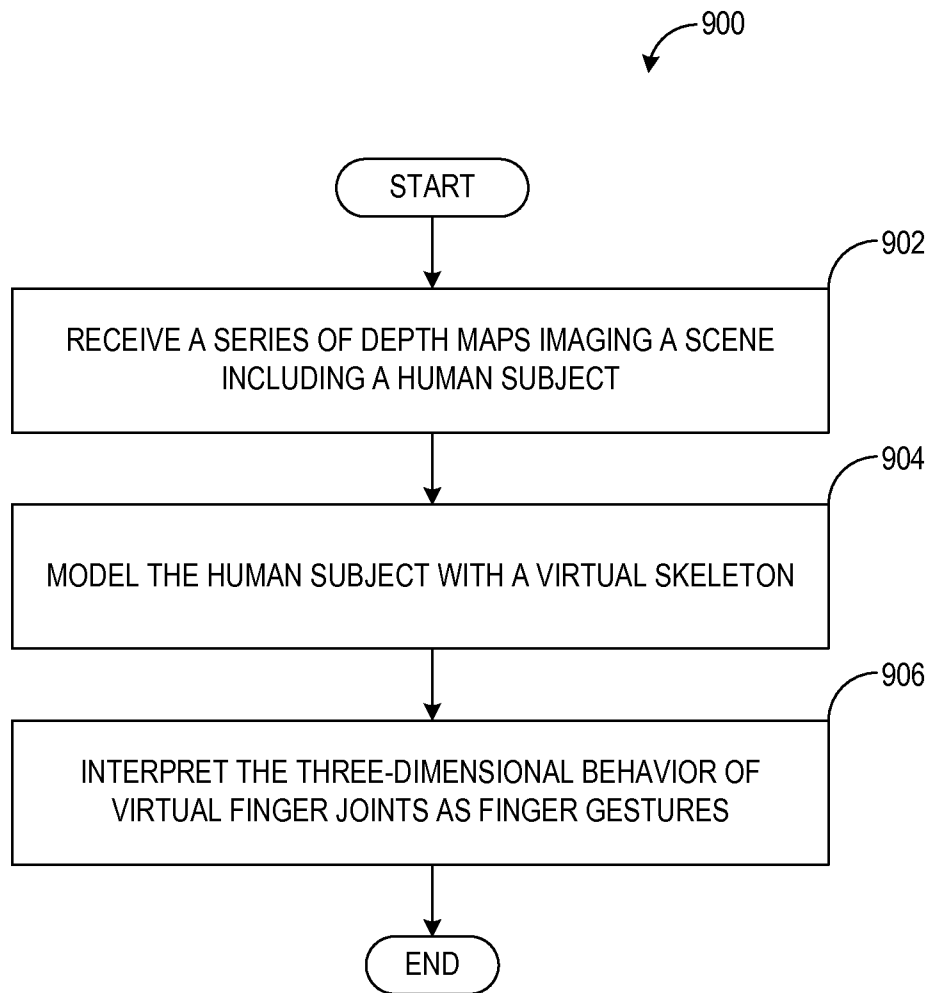 900
START
902
RECEIVE A SERIES OF DEPTH MAPS IMAGING A SCENE
INCLUDING A HUMAN SUBJECT
904
MODEL THE HUMAN SUBJECT WITH A VIRTUAL SKELETON
906
INTERPRET THE THREE-DIMENSIONAL BEHAVIOR OF
VIRTUAL FINGER JOINTS AS FINGER GESTURES
END